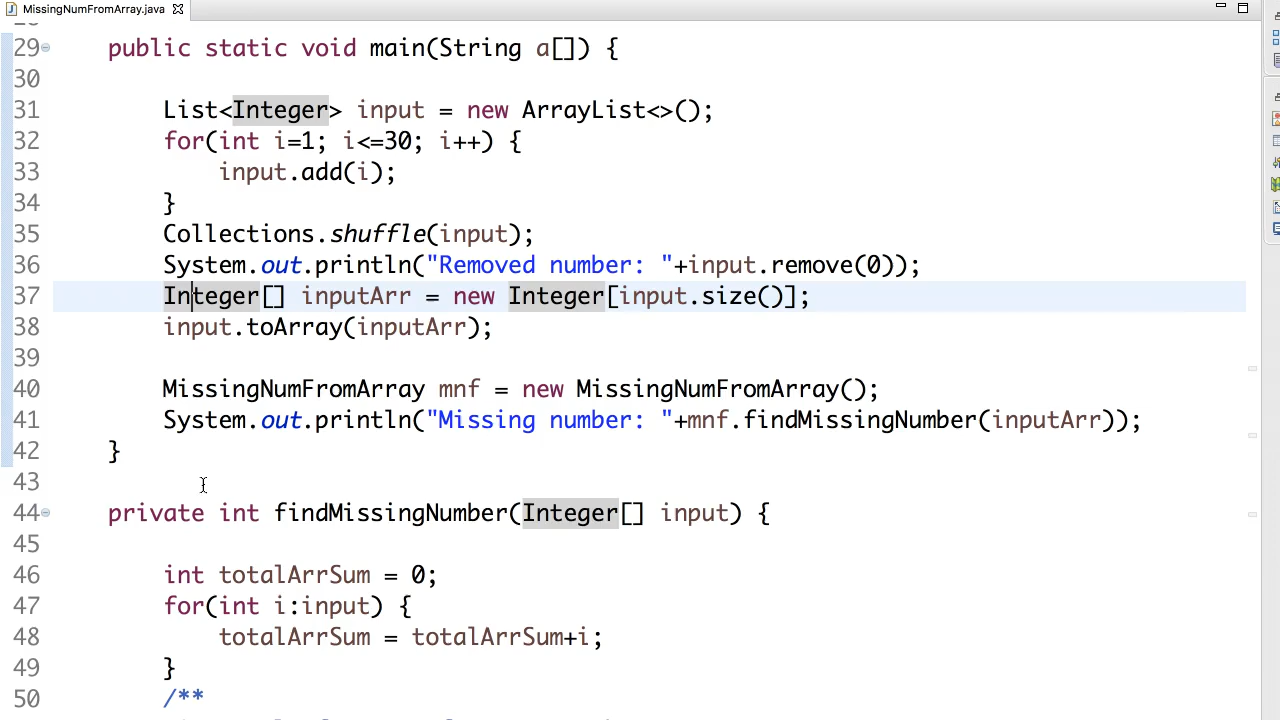 MissingNumFromArray.java
29 public static void main(String a[]) {
30
31 List<Integer> input = new ArrayList<>();
32 for(int i=1; i<=30; i++) {
33 input.add(i);
34 }
35 Collections.shuffle(input);
36 System.out.println("Removed number: "+input.remove(0));
37 Integer[] inputArr = new Integer[input.size()];
38 input.toArray(inputArr);
39
40 MissingNumFromArray mnf = new MissingNumFromArray();
41 System.out.println("Missing number: "+mnf.findMissingNumber(inputArr));
42 }
43
44 private int findMissingNumber(Integer[] input) {
45
46 int totalArrSum = 0;
47 for(int i:input) {
48 totalArrSum = totalArrSum+i;
49 }
50 /**